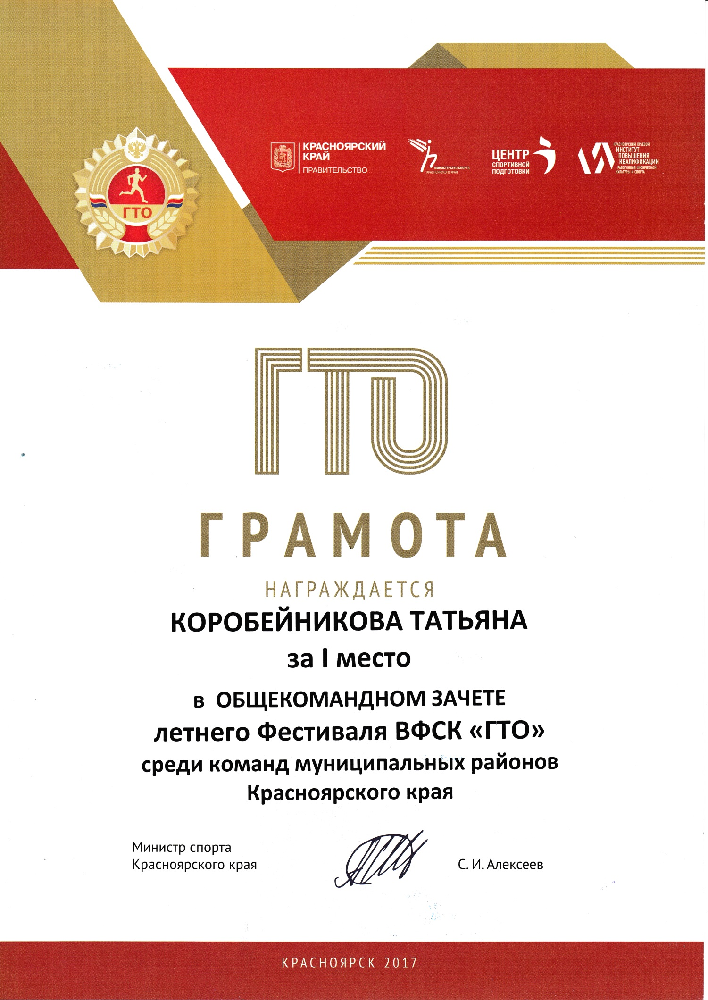 КРАСНОЯРСКИЙ
КРАЙ
ПРАВИТЕЛЬСТВО
МИНИСТЕРСТВО СПОРТА
КРАСНОЯРСКОГО КРАЯ
ЦЕНТР
СПОРТИВНОЙ
ПОДГОТОВКИ
КРАСНОЯРСКИЙ КРАЕВОЙ
ИНСТИТУТ
ПОВЫШЕНИЯ
КВАЛИФИКАЦИИ
РАБОТНИКОВ ФИЗИЧЕСКОЙ
КУЛЬТУРЫ И СПОРТА
ГТО
ГТО
ГРАМОТА
НАГРАЖДАЕТСЯ
КОРОБЕЙНИКОВА ТАТЬЯНА
за I место
в ОБЩЕКОМАНДНОМ ЗАЧЕТЕ
летнего Фестиваля ВФСК «ГТО»
среди команд муниципальных районов
Красноярского края
Министр спорта
Красноярского края
С. И. Алексеев
КРАСНОЯРСК 2017